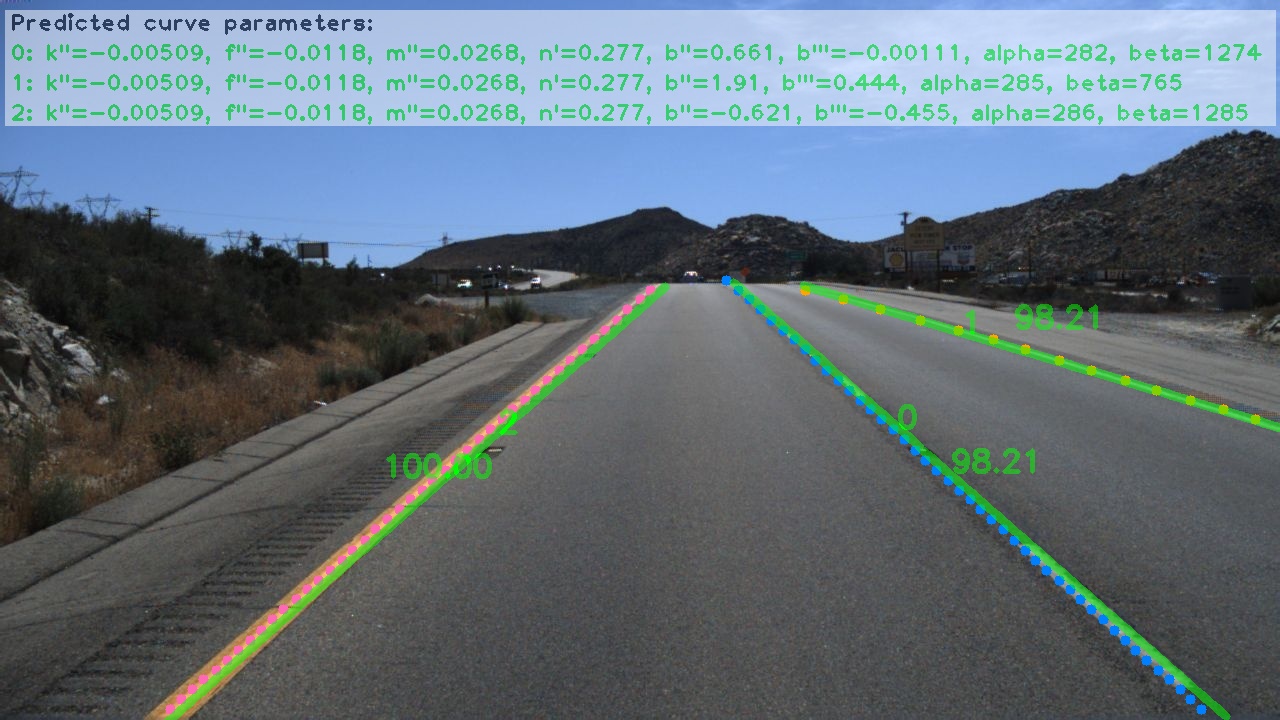 Predicted curve parameters:
0: k''=-0.00509, f''=-0.0118, m''=0.0268, n'=0.277, b''=0.661, b'''=-0.00111, alpha=282, beta=1274
1: k''=-0.00509, f''=-0.0118, m''=0.0268, n'=0.277, b''=1.91, b'''=0.444, alpha=285, beta=765
2: k''=-0.00509, f''=-0.0118, m''=0.0268, n'=0.277, b''=-0.621, b'''=-0.455, alpha=286, beta=1285
1 98.21
0
2
100.00
98.21